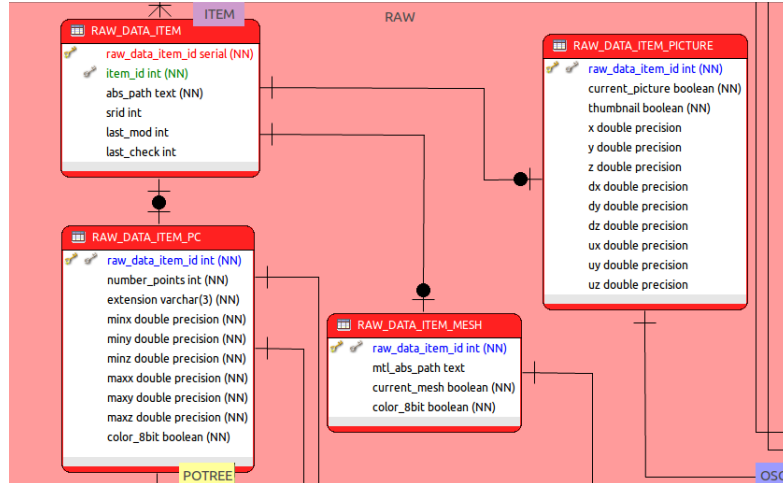 ITEM
RAW
RAW_DATA_ITEM
raw_data_item_id serial (NN)
item_id int (NN)
abs_path text (NN)
srid int
last_mod int
last_check int
RAW_DATA_ITEM_PICTURE
raw_data_item_id int (NN)
current_picture boolean (NN)
thumbnail boolean (NN)
x double precision
y double precision
z double precision
dx double precision
dy double precision
dz double precision
ux double precision
uy double precision
uz double precision
RAW_DATA_ITEM_PC
raw_data_item_id int (NN)
number_points int (NN)
extension varchar(3) (NN)
minx double precision (NN)
miny double precision (NN)
minz double precision (NN)
maxx double precision (NN)
maxy double precision (NN)
maxz double precision (NN)
color_8bit boolean (NN)
RAW_DATA_ITEM_MESH
raw_data_item_id int (NN)
mtl_abs_path text
current_mesh boolean (NN)
color_8bit boolean (NN)
POTREE